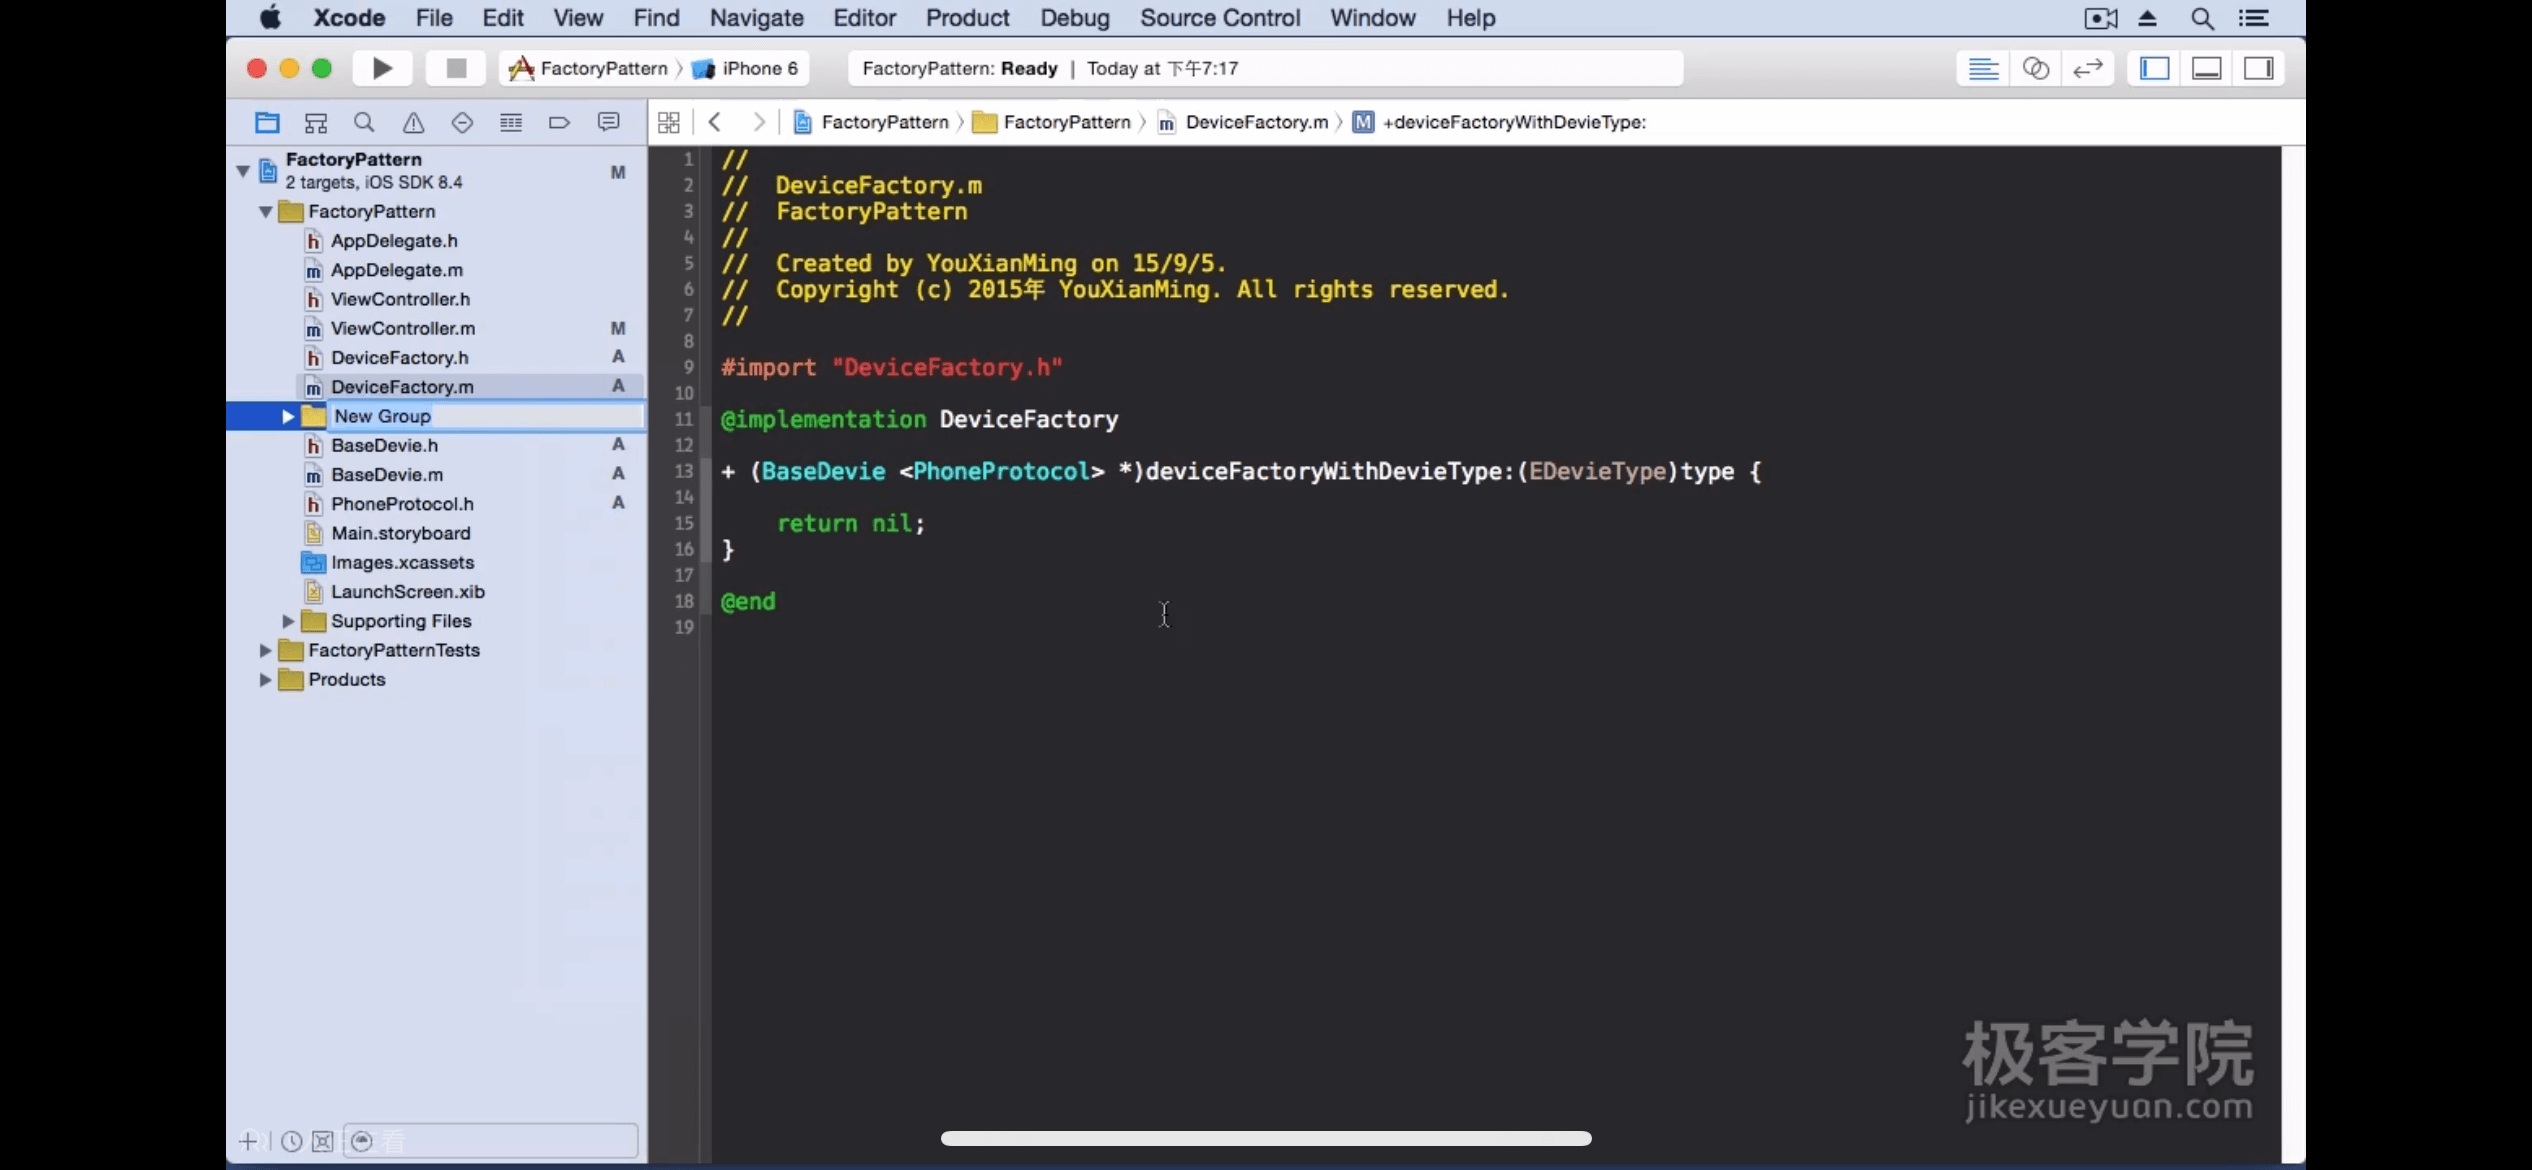 Xcode File Edit View Find Navigate Editor Product Debug Source Control Window Help
FactoryPattern iPhone 6 FactoryPattern: Ready | Today at 下午7:17
FactoryPattern FactoryPattern DeviceFactory.m M +deviceFactoryWithDevieType:
FactoryPattern
2 targets, iOS SDK 8.4 M
FactoryPattern
h AppDelegate.h
m AppDelegate.m
h ViewController.h
m ViewController.m M
h DeviceFactory.h A
m DeviceFactory.m A
New Group
h BaseDevie.h A
m BaseDevie.m A
h PhoneProtocol.h A
Main.storyboard
Images.xcassets
LaunchScreen.xib
Supporting Files
FactoryPatternTests
Products
1 //
2 // DeviceFactory.m
3 // FactoryPattern
4 //
5 // Created by YouXianMing on 15/9/5.
6 // Copyright (c) 2015年 YouXianMing. All rights reserved.
7 //
8
9 #import "DeviceFactory.h"
10
11 @implementation DeviceFactory
12
13 + (BaseDevie <PhoneProtocol> *)deviceFactoryWithDevieType:(EDevieType)type {
14
15 return nil;
16 }
17
18 @end
19
极客学院
jikexueyuan.com